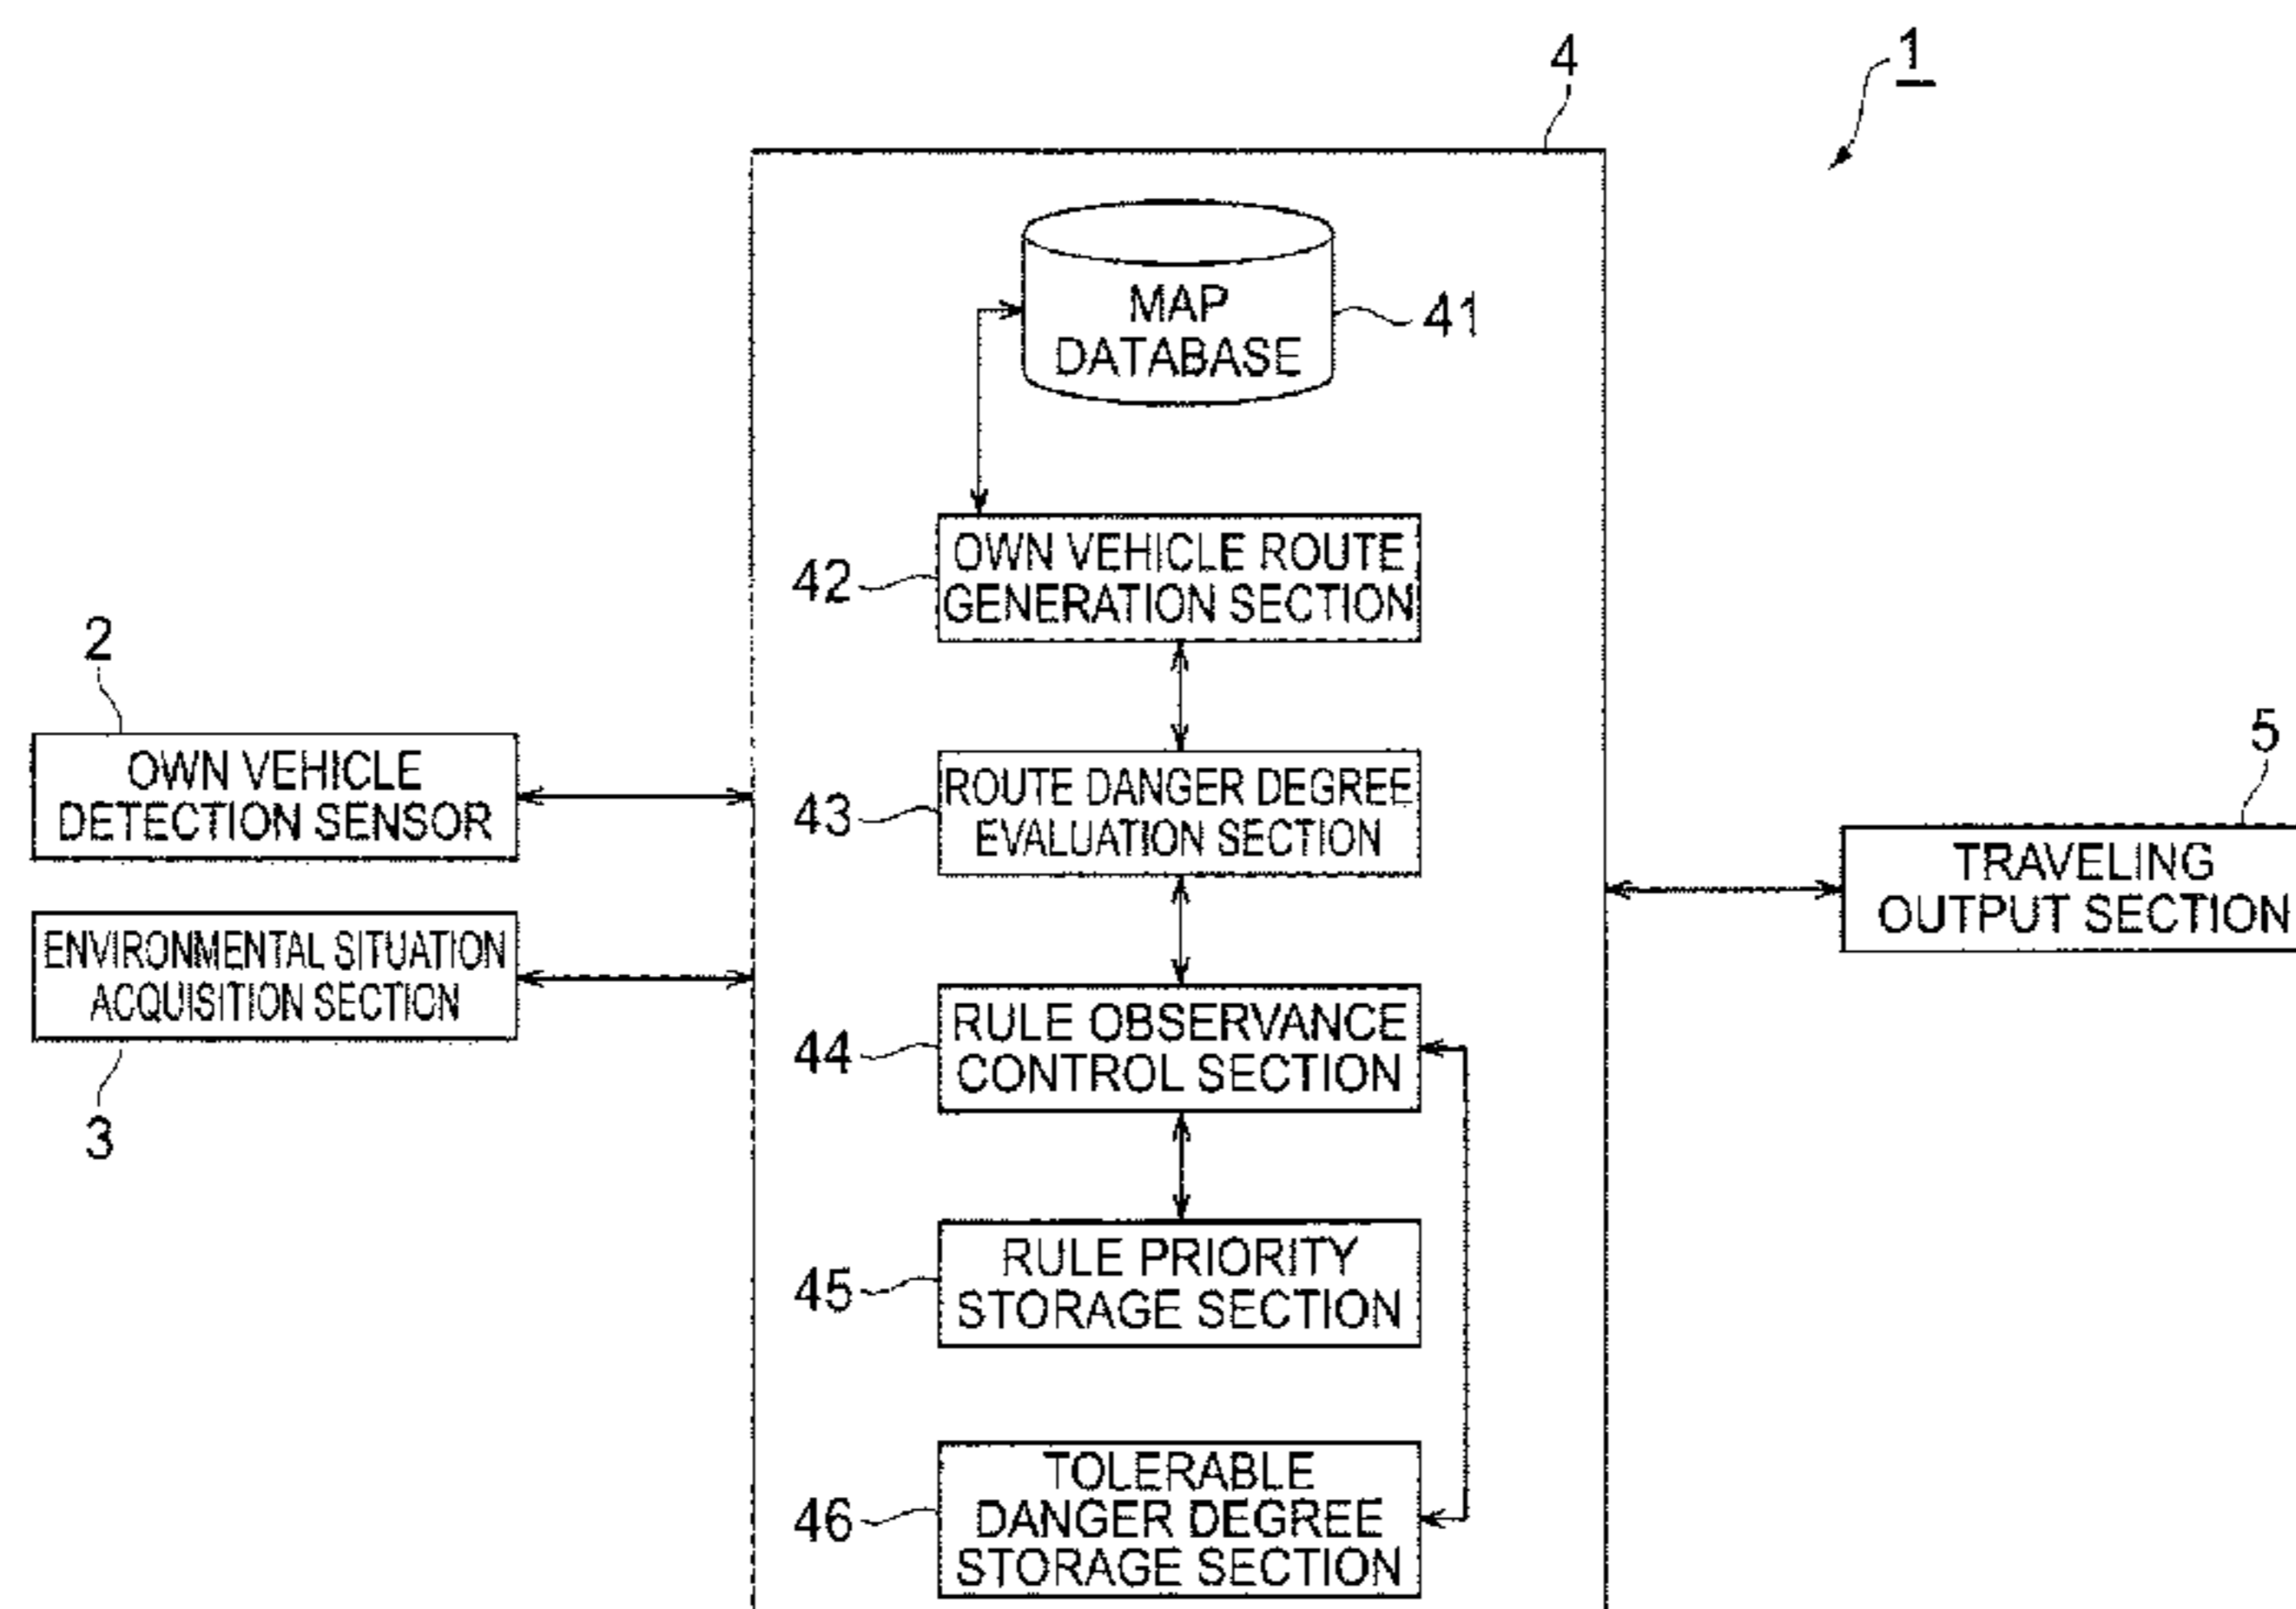 1
4
MAP
DATABASE
41
42
OWN VEHICLE ROUTE
GENERATION SECTION
2
OWN VEHICLE
DETECTION SENSOR
43
ROUTE DANGER DEGREE
EVALUATION SECTION
5
TRAVELING
OUTPUT SECTION
ENVIRONMENTAL SITUATION
ACQUISITION SECTION
3
44
RULE OBSERVANCE
CONTROL SECTION
45
RULE PRIORITY
STORAGE SECTION
46
TOLERABLE
DANGER DEGREE
STORAGE SECTION